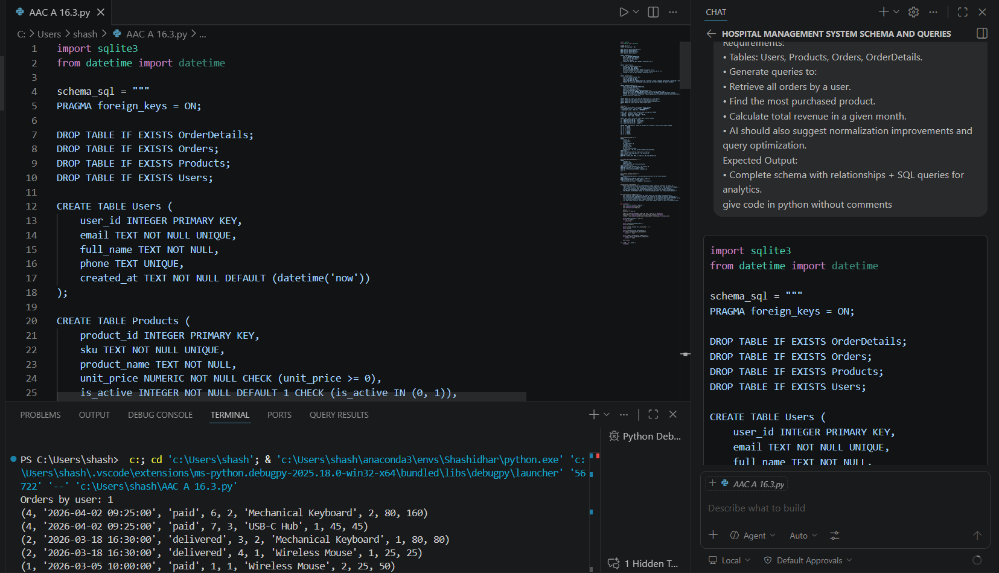 AAC A 16.3.py
C: > Users > shash > AAC A 16.3.py > ...
1 import sqlite3
2 from datetime import datetime
3
4 schema_sql = """
5 PRAGMA foreign_keys = ON;
6
7 DROP TABLE IF EXISTS OrderDetails;
8 DROP TABLE IF EXISTS Orders;
9 DROP TABLE IF EXISTS Products;
10 DROP TABLE IF EXISTS Users;
11
12 CREATE TABLE Users (
13 user_id INTEGER PRIMARY KEY,
14 email TEXT NOT NULL UNIQUE,
15 full_name TEXT NOT NULL,
16 phone TEXT UNIQUE,
17 created_at TEXT NOT NULL DEFAULT (datetime('now'))
18 );
19
20 CREATE TABLE Products (
21 product_id INTEGER PRIMARY KEY,
22 sku TEXT NOT NULL UNIQUE,
23 product_name TEXT NOT NULL,
24 unit_price NUMERIC NOT NULL CHECK (unit_price >= 0),
25 is_active INTEGER NOT NULL DEFAULT 1 CHECK (is_active IN (0, 1)),
PROBLEMS OUTPUT DEBUG CONSOLE TERMINAL PORTS QUERY RESULTS
PS C:\Users\shash> c:; cd 'c:\Users\shash'; & 'c:\Users\shash\anaconda3\envs\Shashidhar\python.exe' 'c:
\Users\shash\.vscode\extensions\ms-python.debugpy-2025.18.0-win32-x64\bundled\libs\debugpy\launcher' '56
722' '--' 'c:\Users\shash\AAC A 16.3.py'
Orders by user: 1
(4, '2026-04-02 09:25:00', 'paid', 6, 2, 'Mechanical Keyboard', 2, 80, 160)
(4, '2026-04-02 09:25:00', 'paid', 7, 3, 'USB-C Hub', 1, 45, 45)
(2, '2026-03-18 16:30:00', 'delivered', 3, 2, 'Mechanical Keyboard', 1, 80, 80)
(2, '2026-03-18 16:30:00', 'delivered', 4, 1, 'Wireless Mouse', 1, 25, 25)
(1, '2026-03-05 10:00:00', 'paid', 1, 1, 'Wireless Mouse', 2, 25, 50)
Python Deb...
1 Hidden T...
CHAT
HOSPITAL MANAGEMENT SYSTEM SCHEMA AND QUERIES
Requirements:
• Tables: Users, Products, Orders, OrderDetails.
• Generate queries to:
• Retrieve all orders by a user.
• Find the most purchased product.
• Calculate total revenue in a given month.
• AI should also suggest normalization improvements and
query optimization.
Expected Output:
• Complete schema with relationships + SQL queries for
analytics.
give code in python without comments
import sqlite3
from datetime import datetime
schema_sql = """
PRAGMA foreign_keys = ON;
DROP TABLE IF EXISTS OrderDetails;
DROP TABLE IF EXISTS Orders;
DROP TABLE IF EXISTS Products;
DROP TABLE IF EXISTS Users;
CREATE TABLE Users (
user_id INTEGER PRIMARY KEY,
email TEXT NOT NULL UNIQUE,
full_name TEXT NOT NULL,
AAC A 16.3.py
Describe what to build
Agent Auto
Local Default Approvals